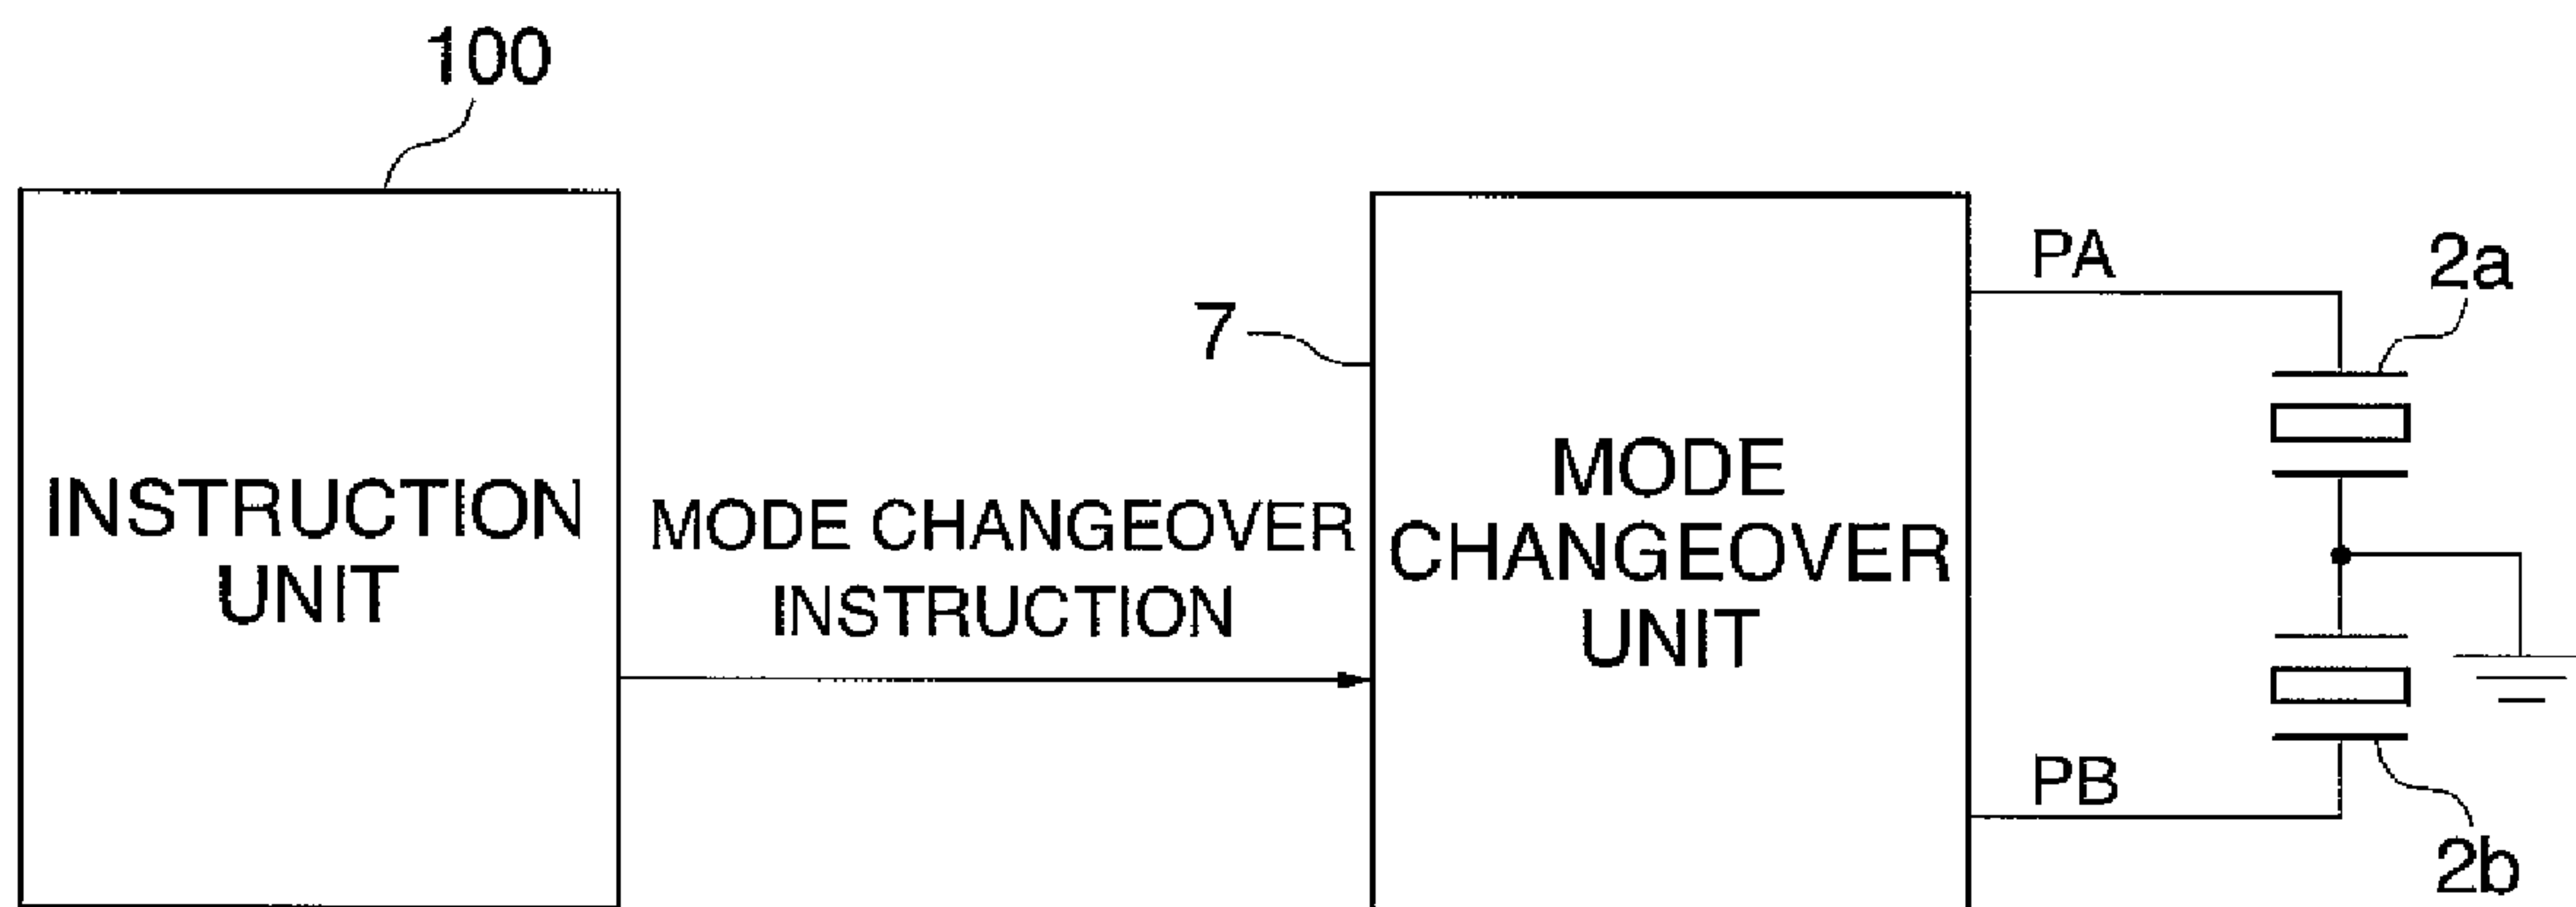 100
INSTRUCTION
UNIT
MODE CHANGEOVER
INSTRUCTION
7
MODE
CHANGEOVER
UNIT
PA
2a
PB
2b